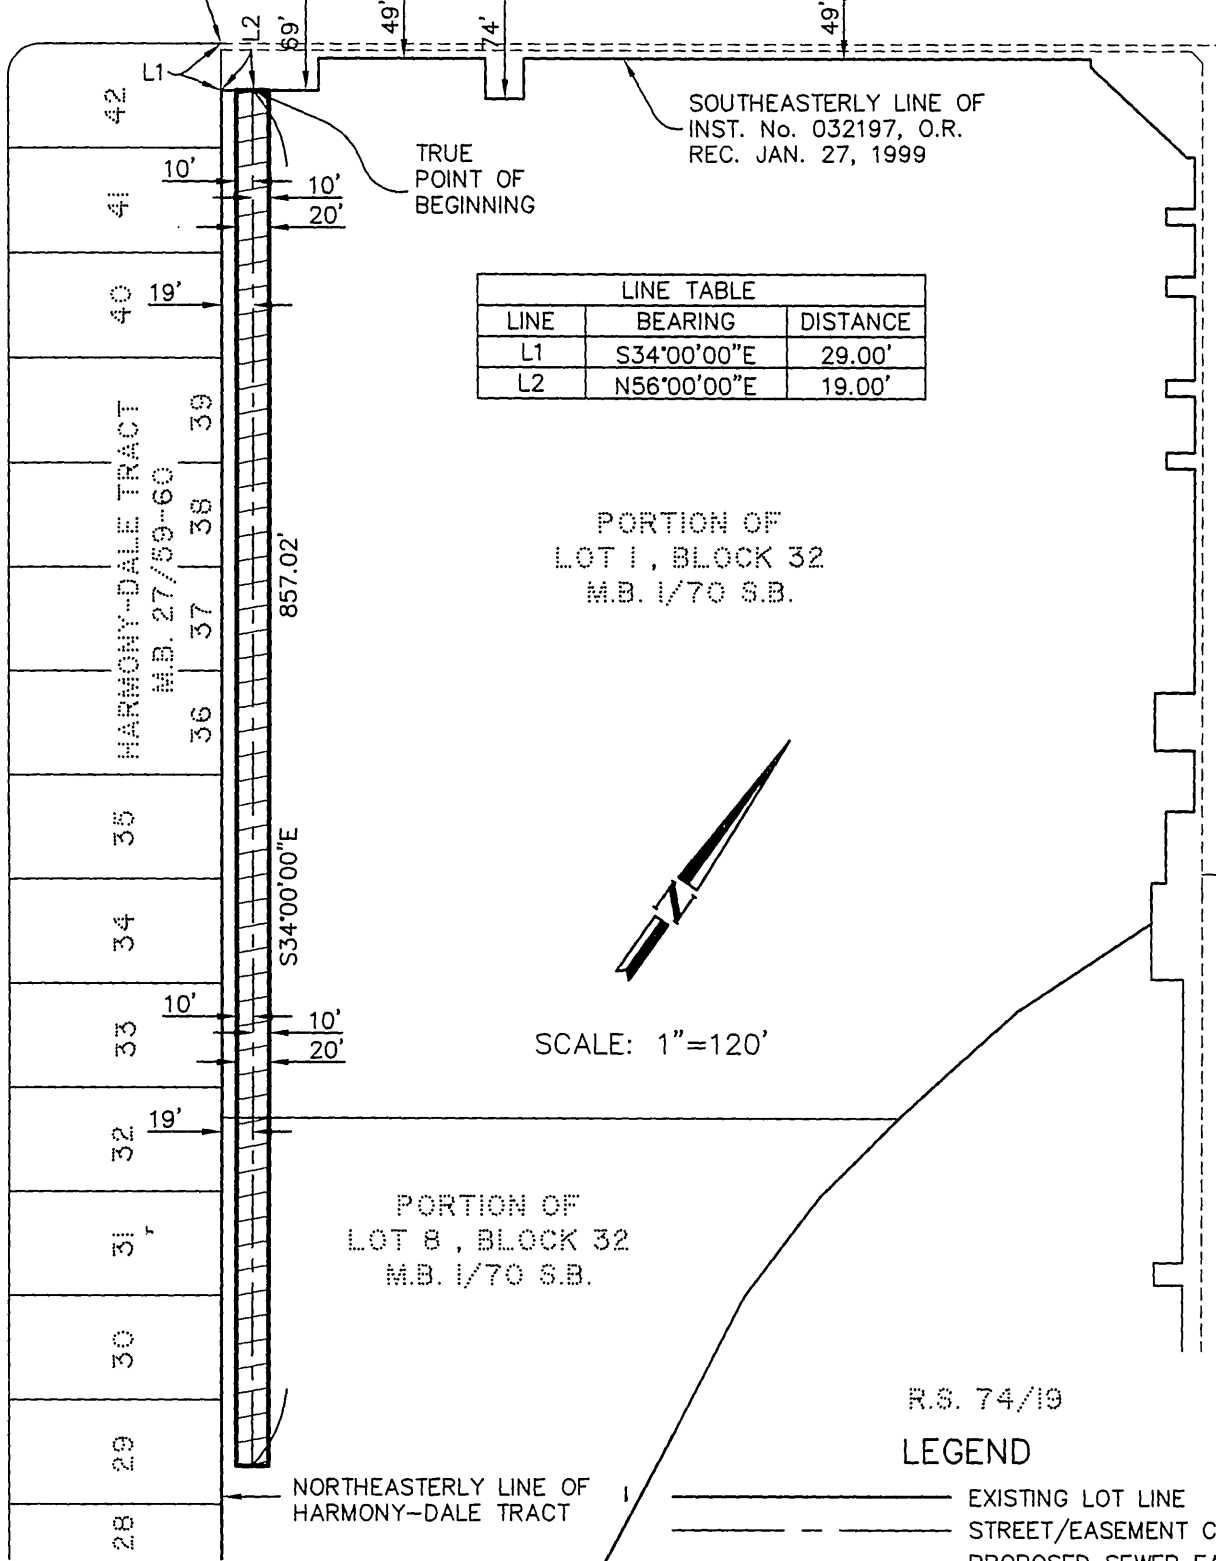 L2
69'
49'
74'
49'
L1
42
SOUTHEASTERLY LINE OF
INST. No. 032197, O.R.
REC. JAN. 27, 1999
TRUE
POINT OF
BEGINNING
10'
10'
20'
41
40
19'
LINE TABLE
LINE BEARING DISTANCE
L1 S34°00'00"E 29.00'
L2 N56°00'00"E 19.00'
39
HARMONY-DALE TRACT
M.B. 27/59-60
38
37
36
857.02'
PORTION OF
LOT 1, BLOCK 32
M.B. 1/70 S.B.
35
34
S34°00'00"E
N
SCALE: 1"=120'
10'
10'
20'
33
32
19'
PORTION OF
LOT 8, BLOCK 32
M.B. 1/70 S.B.
31
30
29
28
R.S. 74/19
LEGEND
NORTHEASTERLY LINE OF
HARMONY-DALE TRACT
EXISTING LOT LINE
STREET/EASEMENT C
PROPOSED SEWER